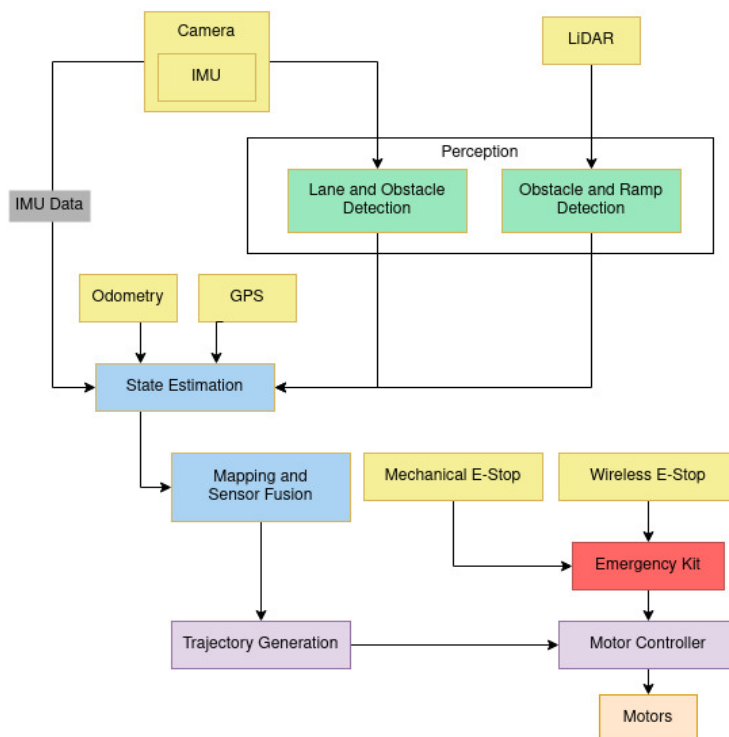 Camera
IMU
LiDAR
Perception
Lane and Obstacle
Detection
Obstacle and Ramp
Detection
IMU Data
Odometry
GPS
State Estimation
Mapping and
Sensor Fusion
Mechanical E-Stop
Wireless E-Stop
Emergency Kit
Trajectory Generation
Motor Controller
Motors